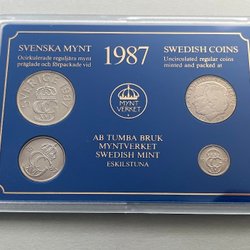 SVENSKA MYNT
Ocirkulerade reguljära mynt
präglade och förpackade vid
1987
SWEDISH COINS
Uncirculated regular coins
minted and packed at
MYNT
VERKET
AB TUMBA BRUK
MYNTVERKET
SWEDISH MINT
ESKILSTUNA